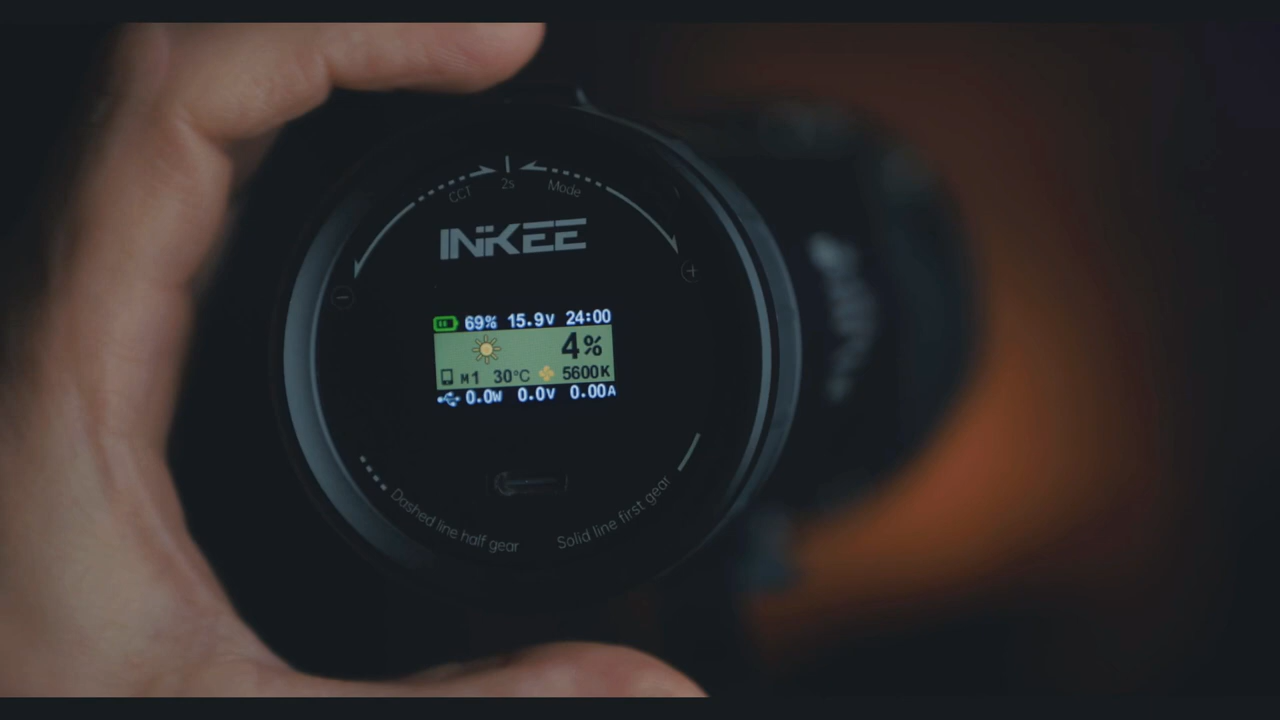 CCT 2s Mode
INKEE
69% 15.9V 24:00
4%
M1 30°C 5600K
0.0W 0.0V 0.00A
Dashed line half gear
Solid line first gear